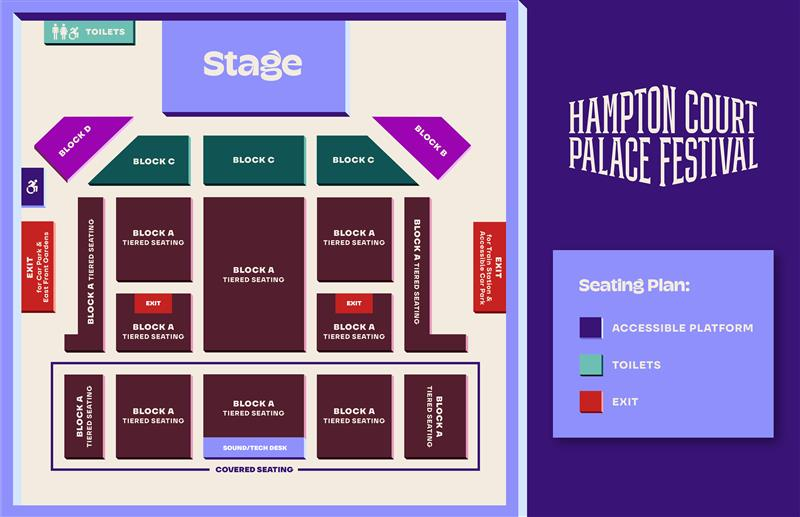 TOILETS
Stage
BLOCK D
BLOCK B
BLOCK C
BLOCK C
BLOCK C
HAMPTON COURT
PALACE FESTIVAL
BLOCK A TIERED SEATING
BLOCK A
TIERED SEATING
BLOCK A
TIERED SEATING
BLOCK A
TIERED SEATING
BLOCK A TIERED SEATING
EXIT
for Car Park &
East Front Gardens
EXIT
for Train Station &
Accessible Car Park
EXIT
BLOCK A
TIERED SEATING
EXIT
BLOCK A
TIERED SEATING
BLOCK A
TIERED SEATING
BLOCK A
TIERED SEATING
BLOCK A
TIERED SEATING
SOUND/TECH DESK
BLOCK A
TIERED SEATING
BLOCK A
TIERED SEATING
COVERED SEATING
Seating Plan:
ACCESSIBLE PLATFORM
TOILETS
EXIT